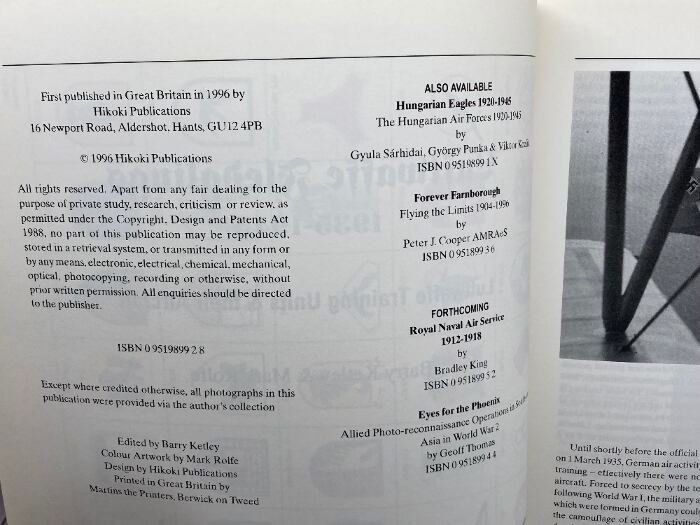 First published in Great Britain in 1996 by
Hikoki Publications
16 Newport Road, Aldershot, Hants, GU12 4PB
© 1996 Hikoki Publications
All rights reserved. Apart from any fair dealing for the
purpose of private study, research, criticism or review, as
permitted under the Copyright, Design and Patents Act
1988, no part of this publication may be reproduced,
stored in a retrieval system, or transmitted in any form or
by any means, electronic, electrical, chemical, mechanical,
optical, photocopying, recording or otherwise, without
prior written permission. All enquiries should be directed
to the publisher.
ISBN 0 9519899 2 8
Except where credited otherwise, all photographs in this
publication were provided via the author's collection
Edited by Barry Ketley
Colour Artwork by Mark Rolfe
Design by Hikoki Publications
Printed in Great Britain by
Martins the Printers, Berwick on Tweed
ALSO AVAILABLE
Hungarian Eagles 1920-1945
The Hungarian Air Forces 1920-1945
by
Gyula Sárhidai, György Punka & Viktor
ISBN 0 9519899 1 X
Forever Farnborough
Flying the Limits 1904-1996
by
Peter J. Cooper AMRAeS
ISBN 0 951899 3 6
FORTHCOMING
Royal Naval Air Service
1912-1918
by
Bradley King
ISBN 0 951899 5 2
Eyes for the Phoenix
Allied Photo-reconnaissance Operations in
Asia in World War 2
by Geoff Thomas
ISBN 0 951899 4 4
Until shortly before the official
on 1 March 1935, German air activi
training – effectively there were no
aircraft. Forced to secrecy by the te
following World War I, the military a
which were formed in Germany coul
the camouflage of civilian activi